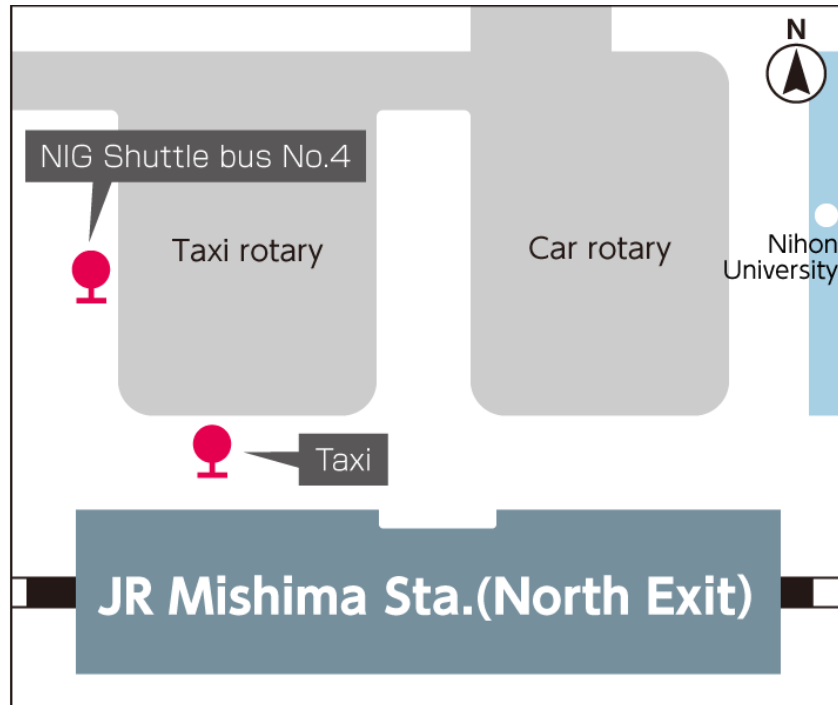 N
NIG Shuttle bus No.4
Taxi rotary
Car rotary
Nihon
University
Taxi
JR Mishima Sta.(North Exit)